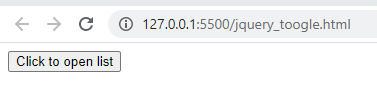 127.0.0.1:5500/jquery_toogle.html
Click to open list